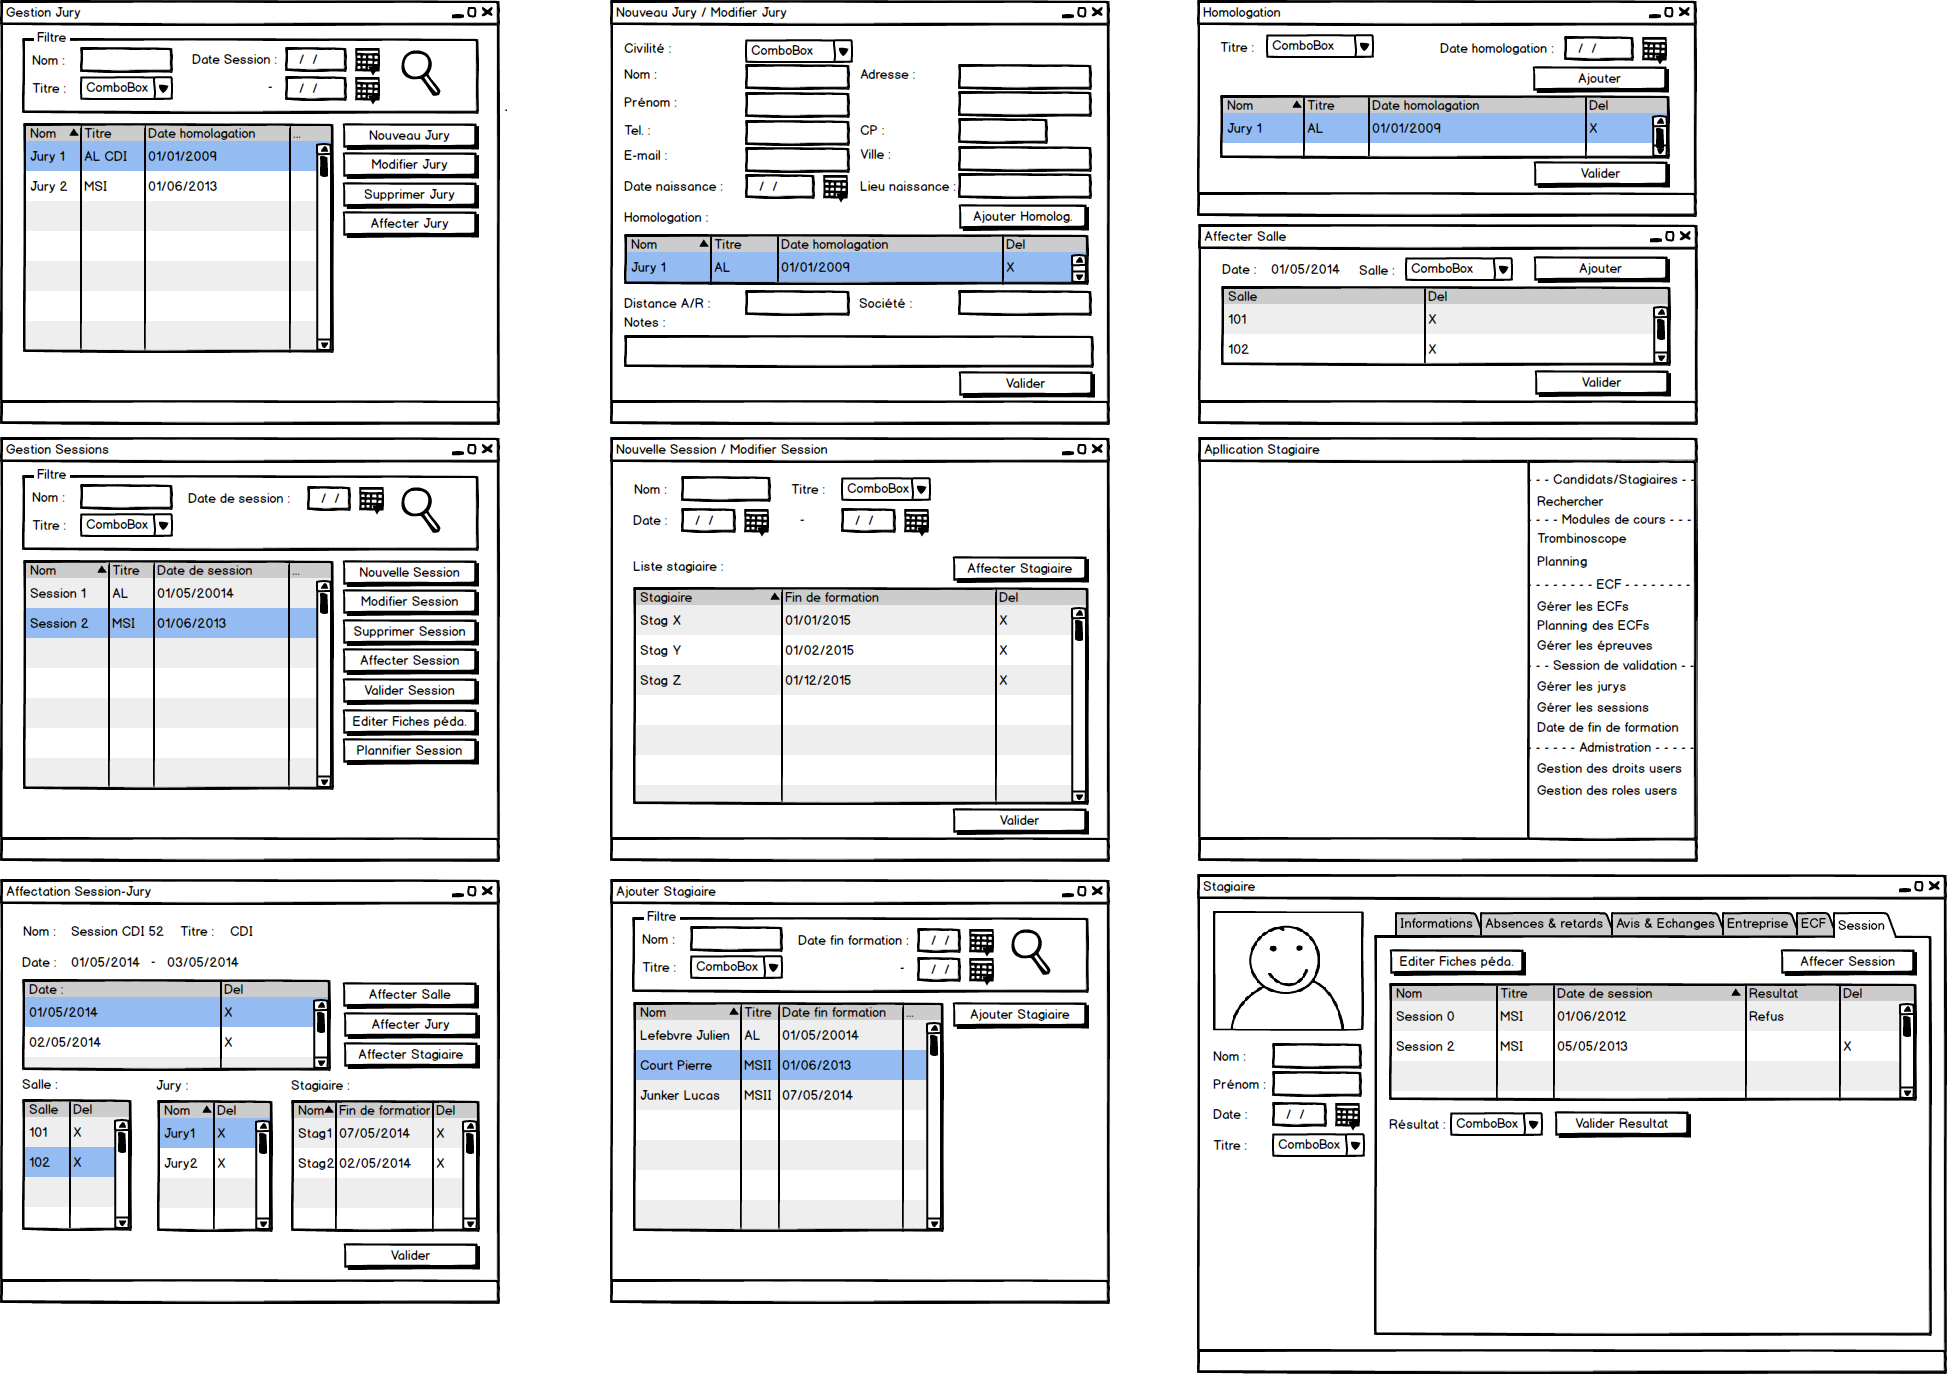 Gestion Jury
Filtre
Nom :
Date Session :
/ /
Titre :
ComboBox
-
/ /
Nom Titre Date homolagation ...
Jury 1 AL CDI 01/01/2009
Jury 2 MSI 01/06/2013
Nouveau Jury
Modifier Jury
Supprimer Jury
Affecter Jury
Nouveau Jury / Modifier Jury
Civilité :
ComboBox
Nom :
Adresse :
Prénom :
Tel. :
CP :
E-mail :
Ville :
Date naissance :
/ /
Lieu naissance :
Homologation :
Ajouter Homolog.
Nom Titre Date homolagation Del
Jury 1 AL 01/01/2009 X
Distance A/R :
Société :
Notes :
Valider
Homologation
Titre :
ComboBox
Date homologation :
/ /
Ajouter
Nom Titre Date homolagation Del
Jury 1 AL 01/01/2009 X
Valider
Affecter Salle
Date : 01/05/2014 Salle : ComboBox
Ajouter
Salle Del
101 X
102 X
Valider
Gestion Sessions
Filtre
Nom :
Date de session :
/ /
Titre :
ComboBox
Nom Titre Date de session ...
Session 1 AL 01/05/20014
Session 2 MSI 01/06/2013
Nouvelle Session
Modifier Session
Supprimer Session
Affecter Session
Valider Session
Editer Fiches péda.
Plannifier Session
Nouvelle Session / Modifier Session
Nom :
Titre :
ComboBox
Date :
/ /
-
/ /
Liste stagiaire :
Affecter Stagiaire
Stagiaire Fin de formation Del
Stag X 01/01/2015 X
Stag Y 01/02/2015 X
Stag Z 01/12/2015 X
Valider
Apllication Stagiaire
- - Candidats/Stagiaires - -
Rechercher
- - - Modules de cours - - -
Trombinoscope
Planning
- - - - - - - ECF - - - - - - - -
Gérer les ECFs
Planning des ECFs
Gérer les épreuves
- - Session de validation - -
Gérer les jurys
Gérer les sessions
Date de fin de formation
- - - - - Admistration - - - - -
Gestion des droits users
Gestion des roles users
Affectation Session-Jury
Nom : Session CDI 52 Titre : CDI
Date : 01/05/2014 - 03/05/2014
Date : Del
01/05/2014 X
02/05/2014 X
Affecter Salle
Affecter Jury
Affecter Stagiaire
Salle :
Salle Del
101 X
102 X
Jury :
Nom Del
Jury1 X
Jury2 X
Stagiaire :
Nom Fin de formation Del
Stag1 07/05/2014 X
Stag2 02/05/2014 X
Valider
Ajouter Stagiaire
Filtre
Nom :
Date fin formation :
/ /
Titre :
ComboBox
-
/ /
Nom Titre Date fin formation ...
Lefebvre Julien AL 01/05/20014
Court Pierre MSII 01/06/2013
Junker Lucas MSII 07/05/2014
Ajouter Stagiaire
Stagiaire
Nom :
Prénom :
Date :
/ /
Titre :
ComboBox
Informations Absences & retards Avis & Echanges Entreprise ECF Session
Editer Fiches péda.
Affecer Session
Nom Titre Date de session Resultat Del
Session 0 MSI 01/06/2012 Refus
Session 2 MSI 05/05/2013 X
Résultat :
ComboBox
Valider Resultat